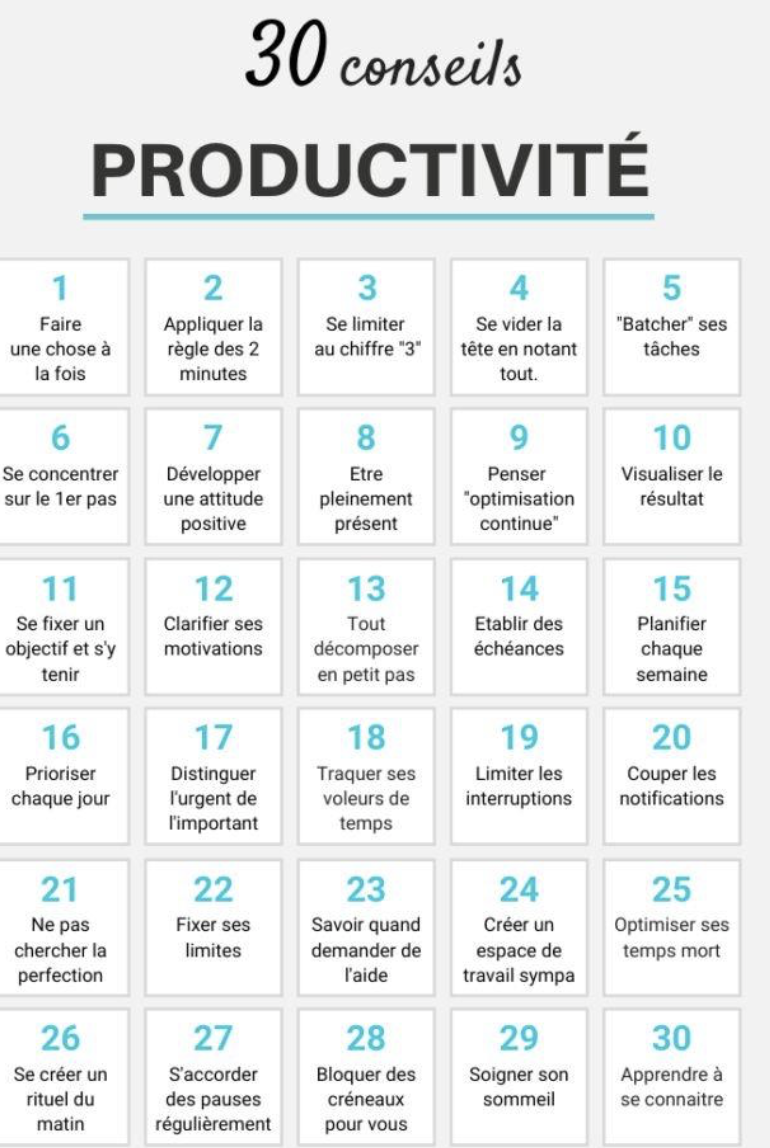 30 conseils
PRODUCTIVITÉ
1
Faire
une chose à
la fois
2
Appliquer la
règle des 2
minutes
3
Se limiter
au chiffre "3"
4
Se vider la
tête en notant
tout.
5
"Batcher" ses
tâches
6
Se concentrer
sur le 1er pas
7
Développer
une attitude
positive
8
Etre
pleinement
présent
9
Penser
"optimisation
continue"
10
Visualiser le
résultat
11
Se fixer un
objectif et s'y
tenir
12
Clarifier ses
motivations
13
Tout
décomposer
en petit pas
14
Etablir des
échéances
15
Planifier
chaque
semaine
16
Prioriser
chaque jour
17
Distinguer
l'urgent de
l'important
18
Traquer ses
voleurs de
temps
19
Limiter les
interruptions
20
Couper les
notifications
21
Ne pas
chercher la
perfection
22
Fixer ses
limites
23
Savoir quand
demander de
l'aide
24
Créer un
espace de
travail sympa
25
Optimiser ses
temps mort
26
Se créer un
rituel du
matin
27
S'accorder
des pauses
régulièrement
28
Bloquer des
créneaux
pour vous
29
Soigner son
sommeil
30
Apprendre à
se connaitre